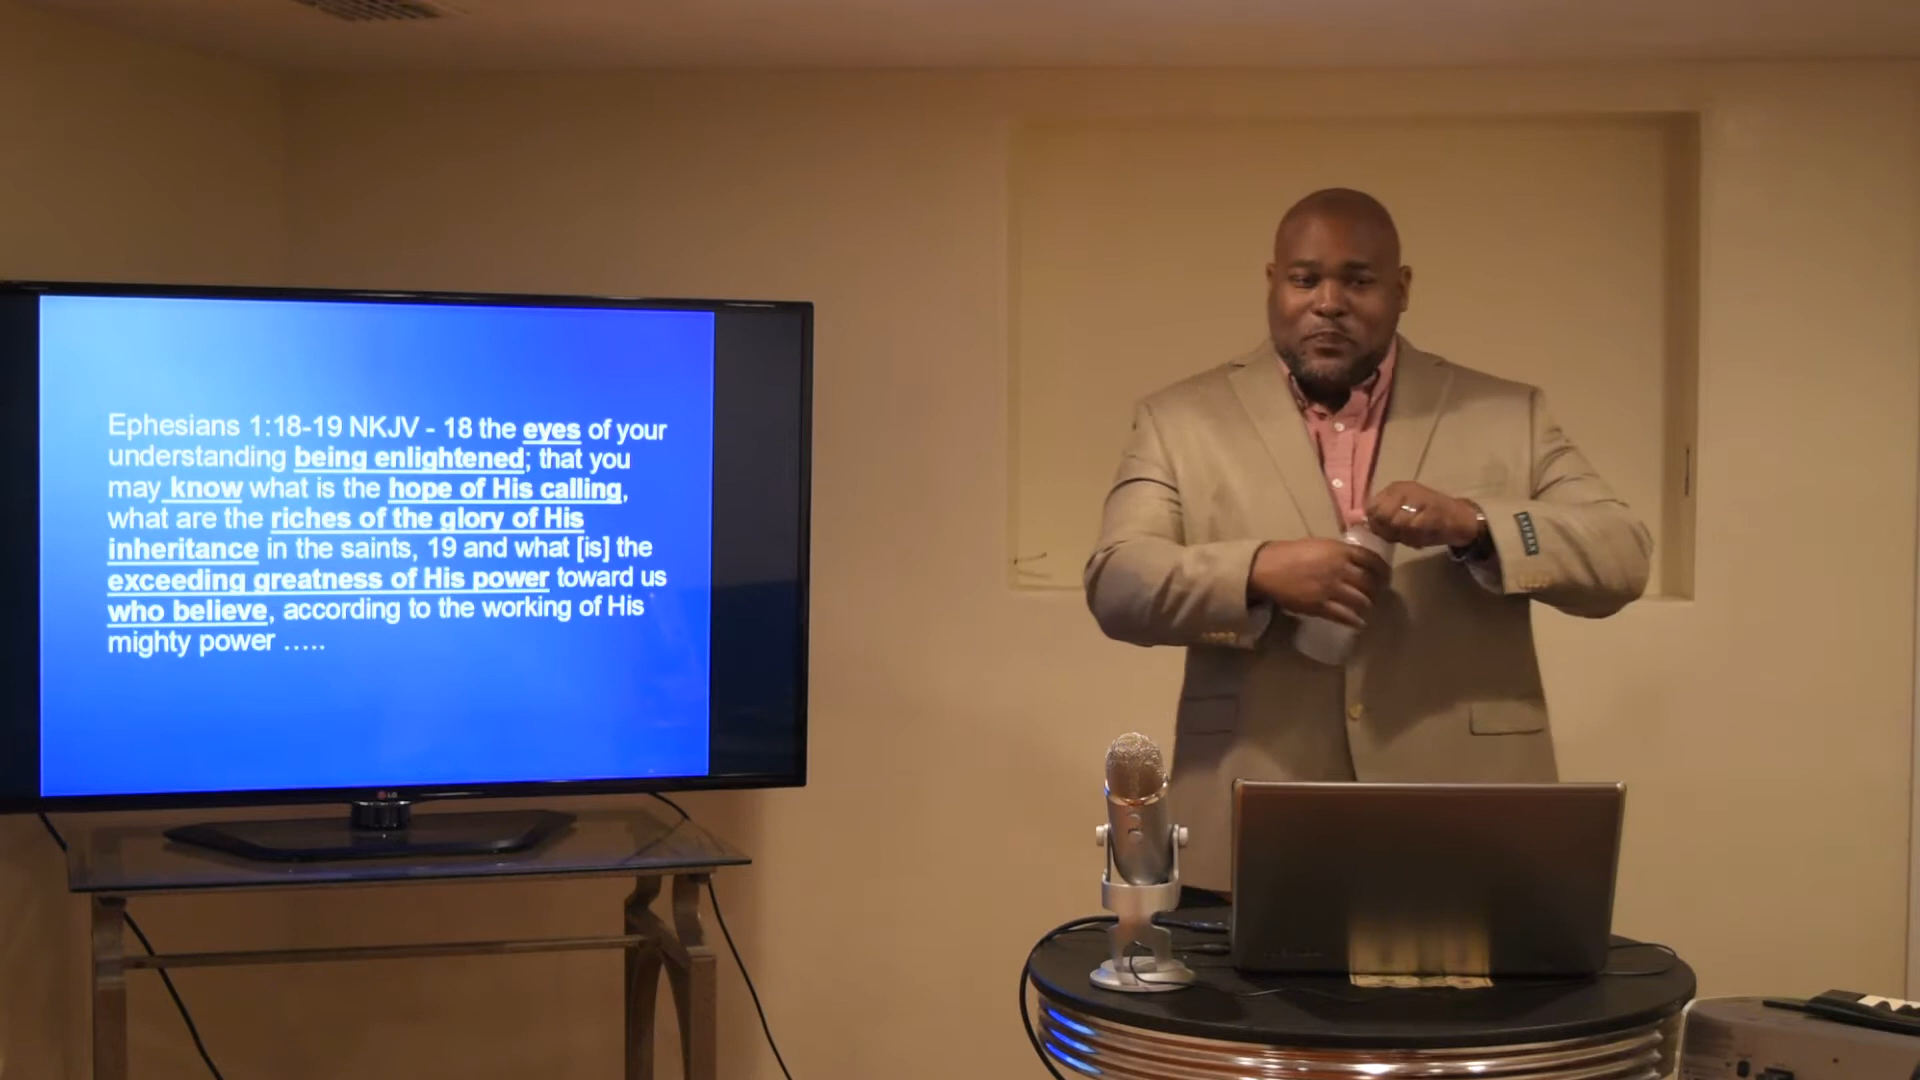 Ephesians 1:18-19 NKJV - 18 the eyes of your
understanding being enlightened; that you
may know what is the hope of His calling,
what are the riches of the glory of His
inheritance in the saints, 19 and what [is] the
exceeding greatness of His power toward us
who believe, according to the working of His
mighty power …..
LG
LAUREN